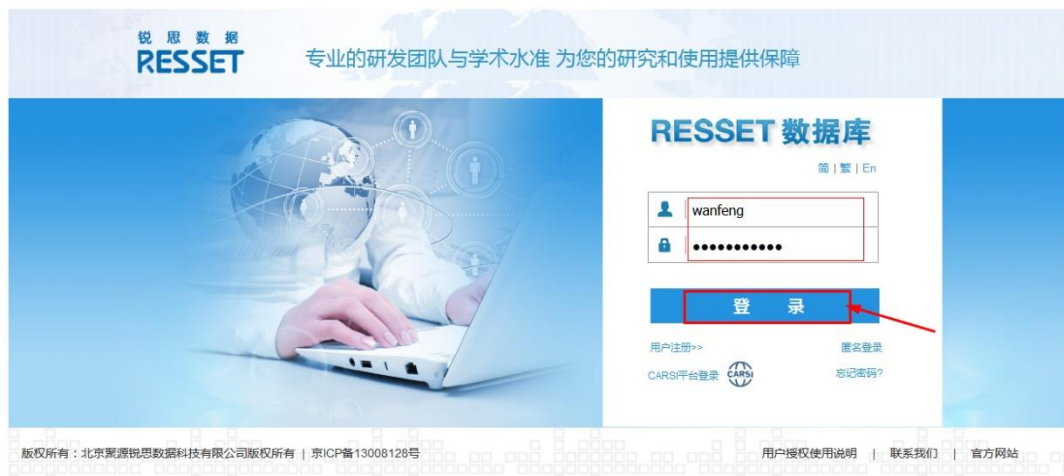 锐思数据
RESSET
专业的研发团队与学术水准 为您的研究和使用提供保障
RESSET 数据库
简 | 繁 | En
wanfeng
●●●●●●●●●●●
登 录
用户注册>>
匿名登录
CARSI平台登录
CARSI
忘记密码?
版权所有：北京聚源锐思数据科技有限公司版权所有 | 京ICP备13008128号
用户授权使用说明 | 联系我们 | 官方网站